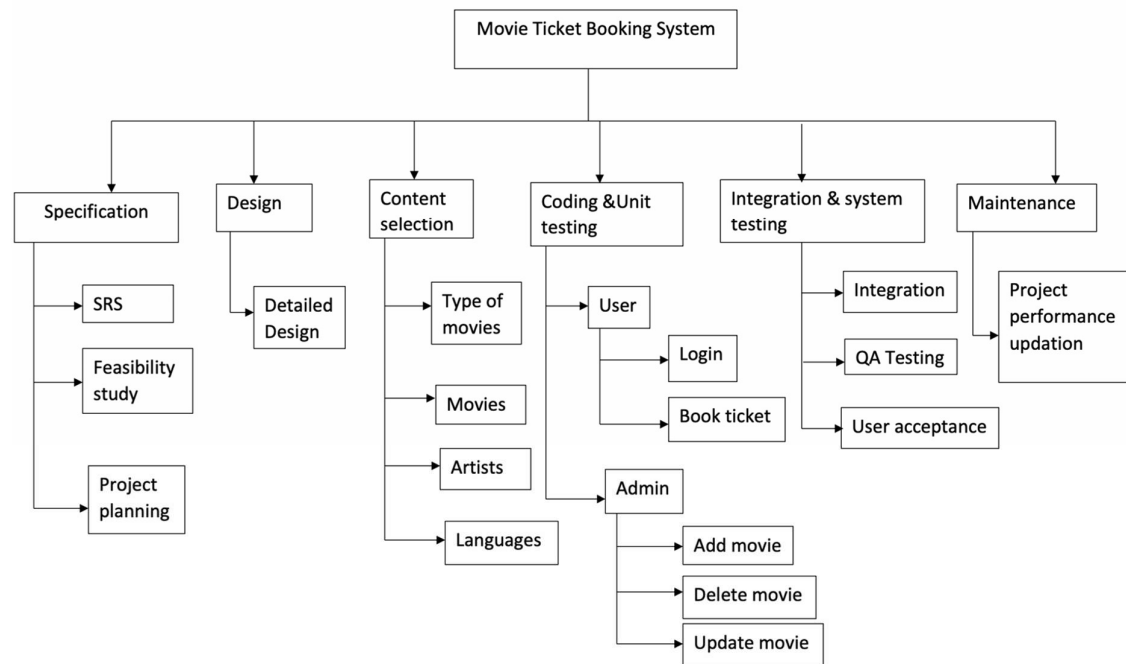 Movie Ticket Booking System
Specification
Design
Content
selection
Coding &Unit
testing
Integration & system
testing
Maintenance
SRS
Feasibility
study
Project
planning
Detailed
Design
Type of
movies
Movies
Artists
Languages
User
Login
Book ticket
Admin
Add movie
Delete movie
Update movie
Integration
QA Testing
User acceptance
Project
performance
updation